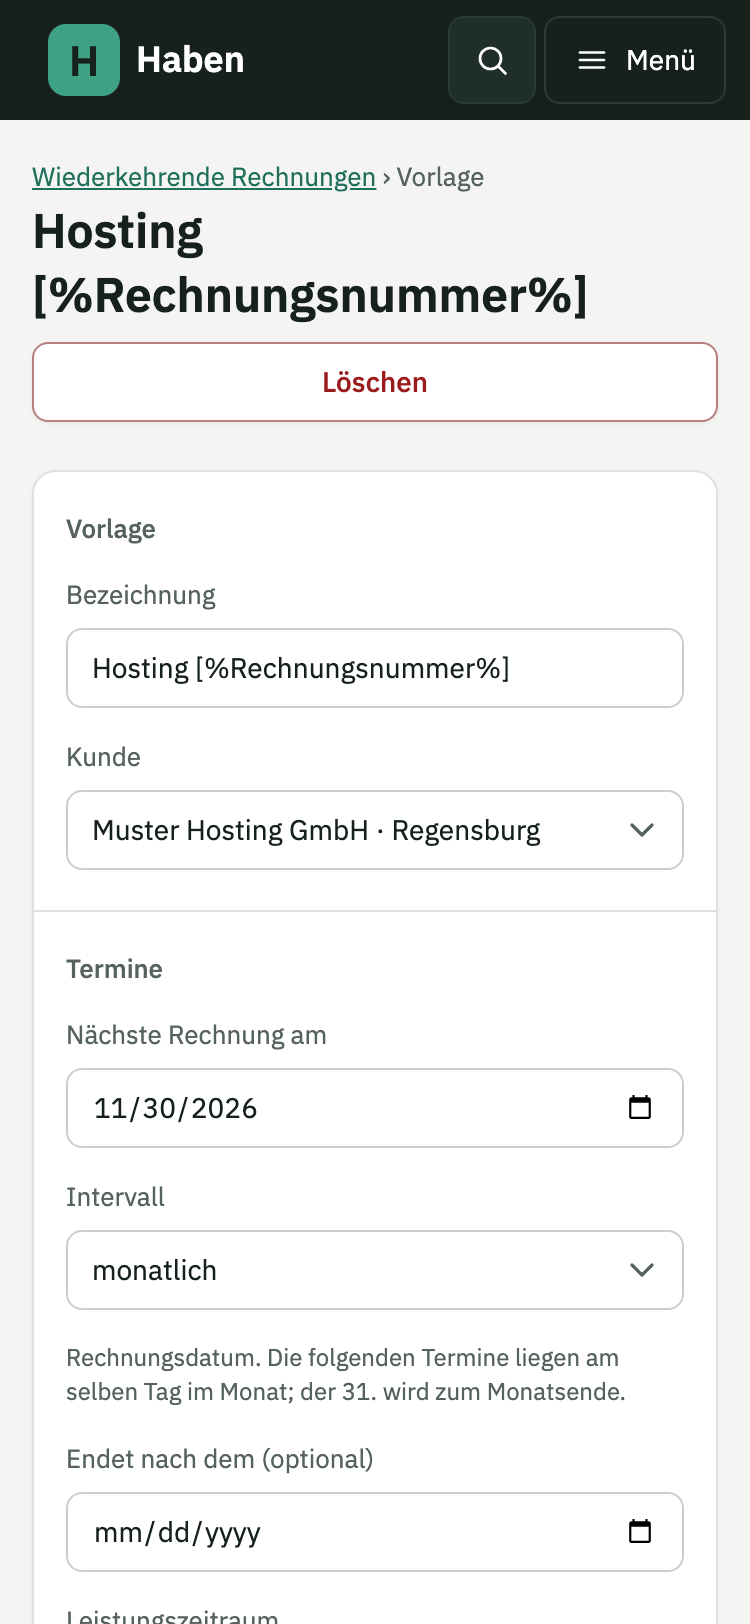 H Haben
Menü
Wiederkehrende Rechnungen › Vorlage
Hosting
[%Rechnungsnummer%]
Löschen
Vorlage
Bezeichnung
Hosting [%Rechnungsnummer%]
Kunde
Muster Hosting GmbH · Regensburg
Termine
Nächste Rechnung am
11/30/2026
Intervall
monatlich
Rechnungsdatum. Die folgenden Termine liegen am
selben Tag im Monat; der 31. wird zum Monatsende.
Endet nach dem (optional)
mm/dd/yyyy
Leistungszeitraum